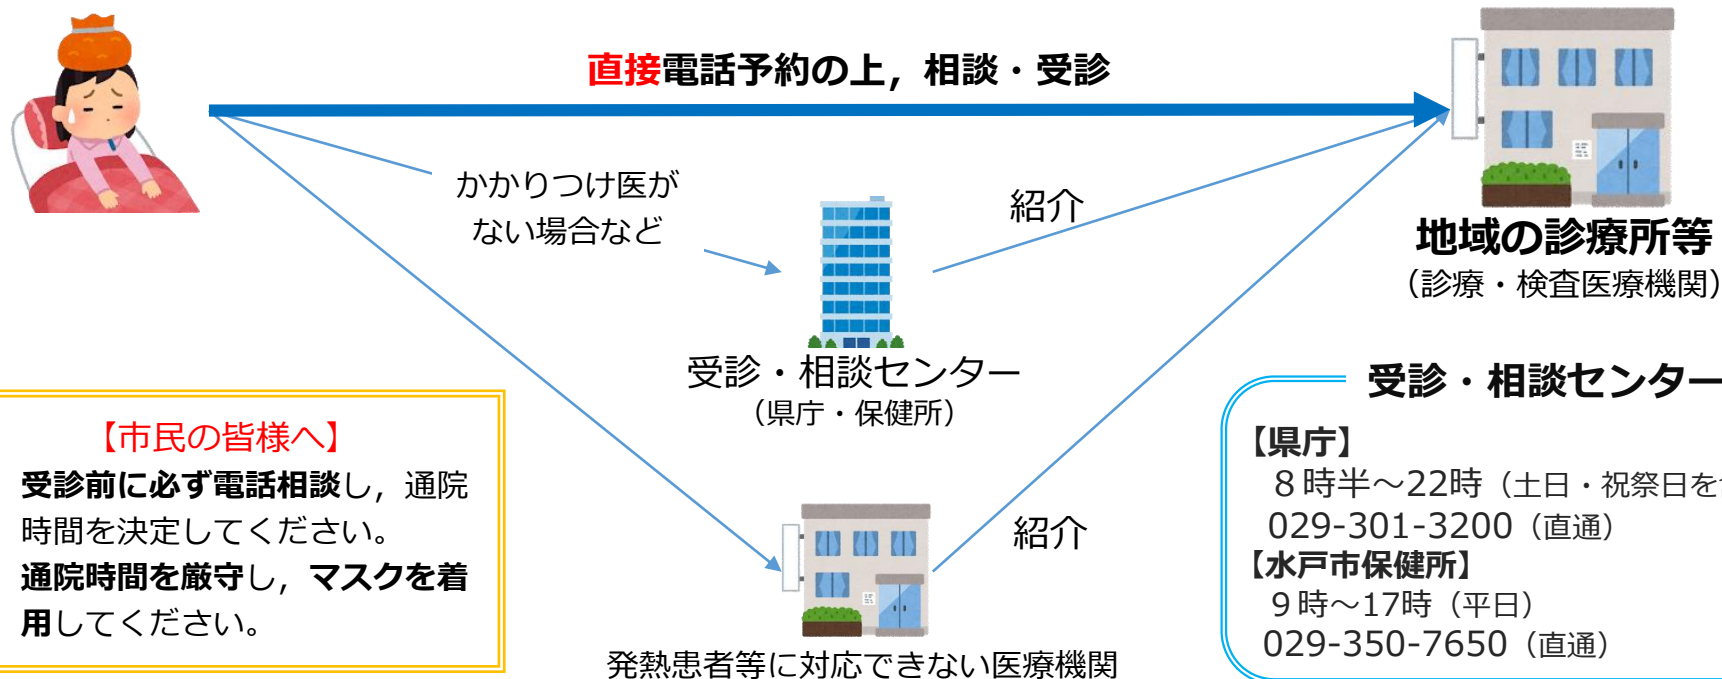 直接電話予約の上，相談・受診
かかりつけ医が
ない場合など
紹介
地域の診療所等
（診療・検査医療機関）
受診・相談センター
（県庁・保健所）
【市民の皆様へ】
受診前に必ず電話相談し，通院
時間を決定してください。
通院時間を厳守し，マスクを着
用してください。
紹介
発熱患者等に対応できない医療機関
受診・相談センター
【県庁】
８時半～22時（土日・祝祭日を
029-301-3200（直通）
【水戸市保健所】
９時～17時（平日）
029-350-7650（直通）